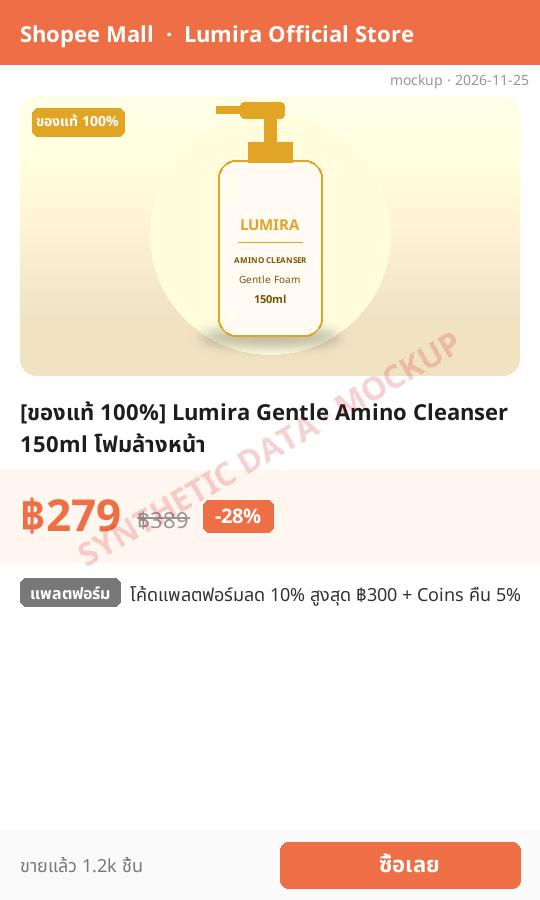 Shopee Mall · Lumira Official Store
mockup · 2026-11-25
ของแท้ 100%
LUMIRA
AMINO CLEANSER
Gentle Foam
150ml
[ของแท้ 100%] Lumira Gentle Amino Cleanser
150ml โฟมล้างหน้า
SYNTHETIC DATA · MOCKUP
฿279 ฿389 -28%
แพลตฟอร์ม โค้ดแพลตฟอร์มลด 10% สูงสุด ฿300 + Coins คืน 5%
ขายแล้ว 1.2k ชิ้น ซื้อเลย